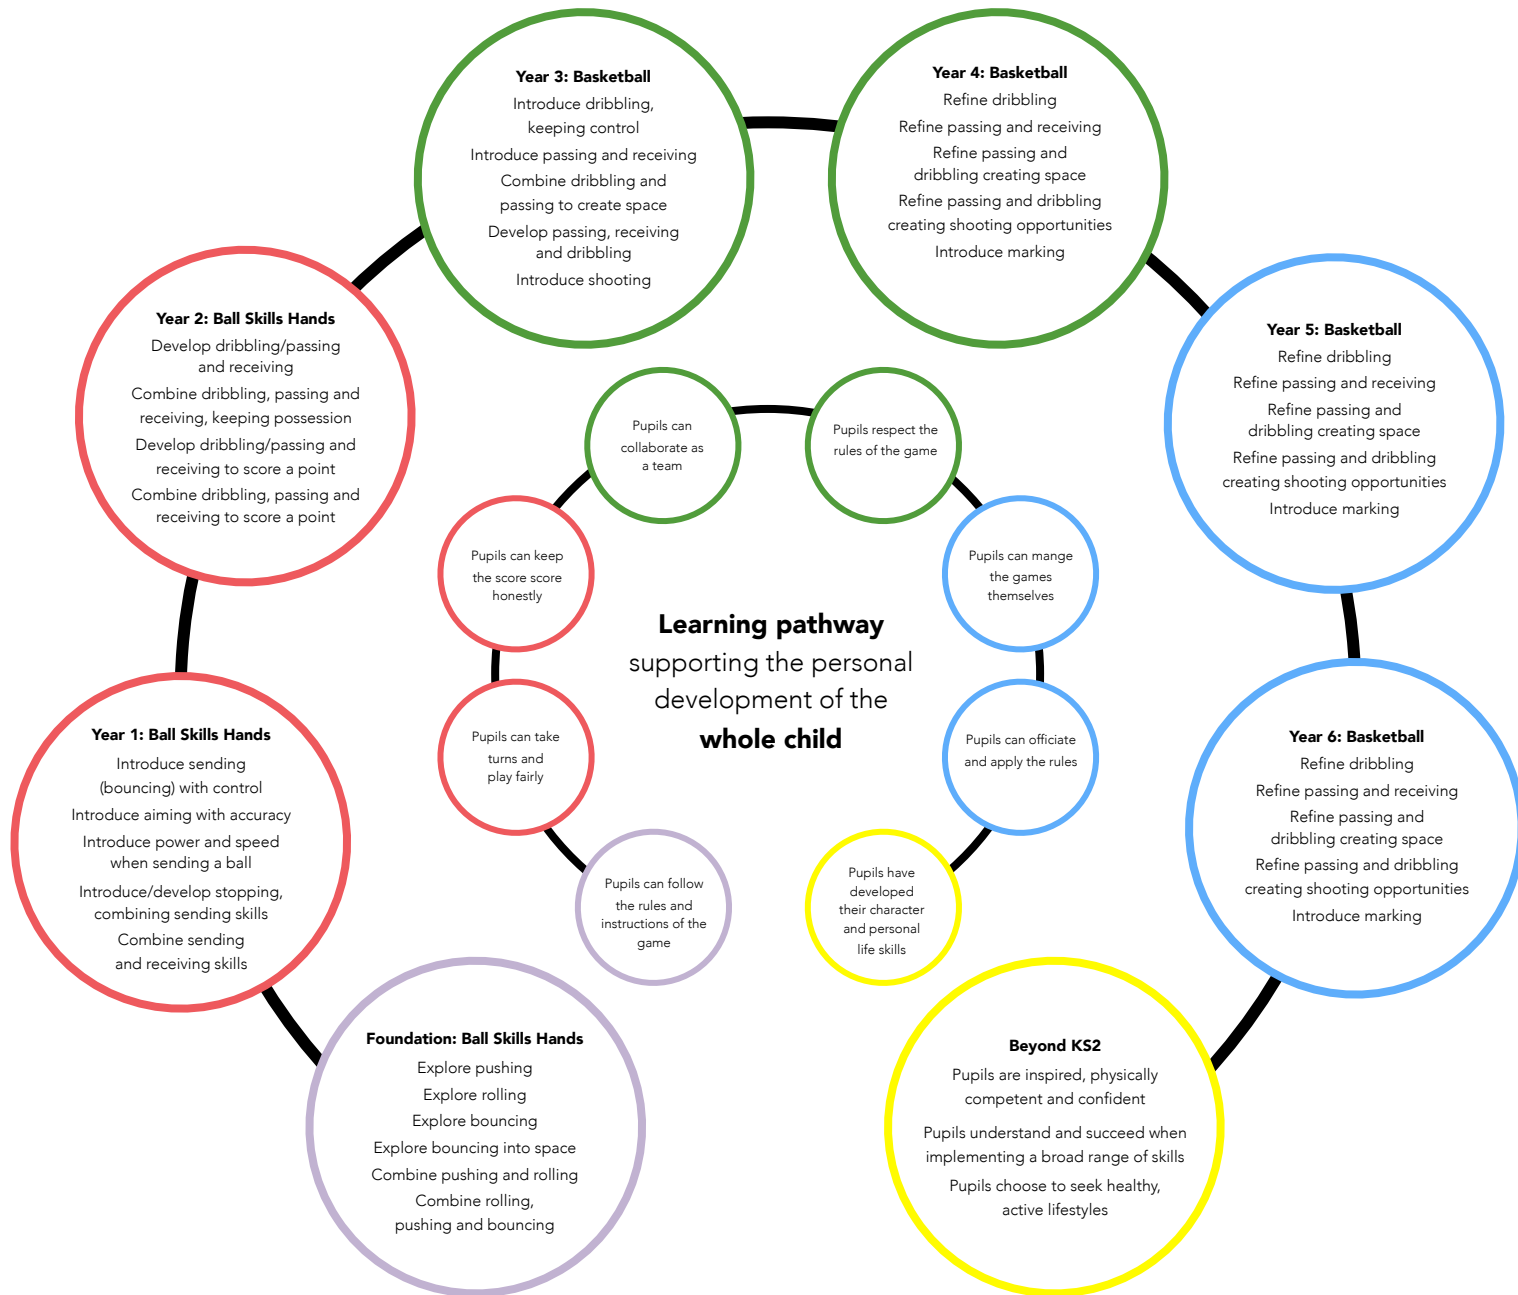 Year 3: Basketball
Introduce dribbling,
keeping control
Introduce passing and receiving
Combine dribbling and
passing to create space
Develop passing, receiving
and dribbling
Introduce shooting
Year 4: Basketball
Refine dribbling
Refine passing and receiving
Refine passing and
dribbling creating space
Refine passing and dribbling
creating shooting opportunities
Introduce marking
Year 2: Ball Skills Hands
Develop dribbling/passing
and receiving
Combine dribbling, passing and
receiving, keeping possession
Develop dribbling/passing and
receiving to score a point
Combine dribbling, passing and
receiving to score a point
Year 5: Basketball
Refine dribbling
Refine passing and receiving
Refine passing and
dribbling creating space
Refine passing and dribbling
creating shooting opportunities
Introduce marking
Pupils can
collaborate as
a team
Pupils respect the
rules of the game
Pupils can keep
the score score
honestly
Pupils can mange
the games
themselves
Learning pathway
supporting the personal
development of the
whole child
Pupils can take
turns and
play fairly
Pupils can officiate
and apply the rules
Pupils can follow
the rules and
instructions of the
game
Pupils have
developed
their character
and personal
life skills
Year 1: Ball Skills Hands
Introduce sending
(bouncing) with control
Introduce aiming with accuracy
Introduce power and speed
when sending a ball
Introduce/develop stopping,
combining sending skills
Combine sending
and receiving skills
Year 6: Basketball
Refine dribbling
Refine passing and receiving
Refine passing and
dribbling creating space
Refine passing and dribbling
creating shooting opportunities
Introduce marking
Foundation: Ball Skills Hands
Explore pushing
Explore rolling
Explore bouncing
Explore bouncing into space
Combine pushing and rolling
Combine rolling,
pushing and bouncing
Beyond KS2
Pupils are inspired, physically
competent and confident
Pupils understand and succeed when
implementing a broad range of skills
Pupils choose to seek healthy,
active lifestyles